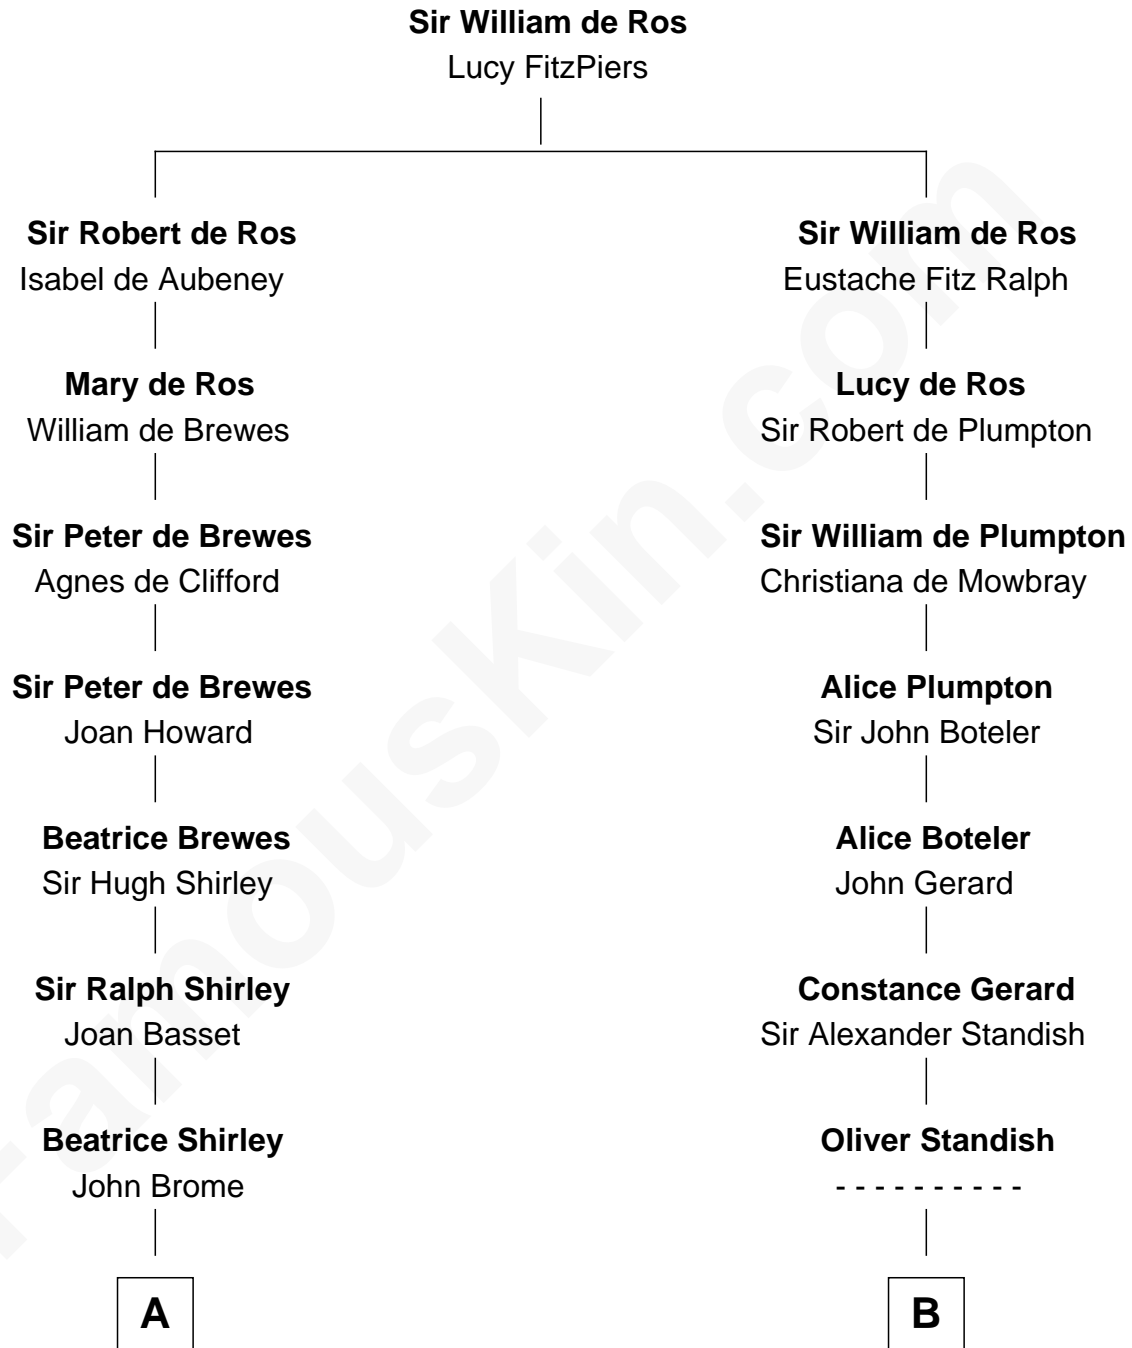 Sir William de Ros
Lucy FitzPiers
Sir Robert de Ros
Isabel de Aubeney
Sir William de Ros
Eustache Fitz Ralph
Mary de Ros
William de Brewes
Lucy de Ros
Sir Robert de Plumpton
Sir Peter de Brewes
Agnes de Clifford
Sir William de Plumpton
Christiana de Mowbray
Sir Peter de Brewes
Joan Howard
Alice Plumpton
Sir John Boteler
Beatrice Brewes
Sir Hugh Shirley
Alice Boteler
John Gerard
Sir Ralph Shirley
Joan Basset
Constance Gerard
Sir Alexander Standish
Beatrice Shirley
John Brome
Oliver Standish
- - - - - - - - - -
A
B
FamousKin.com